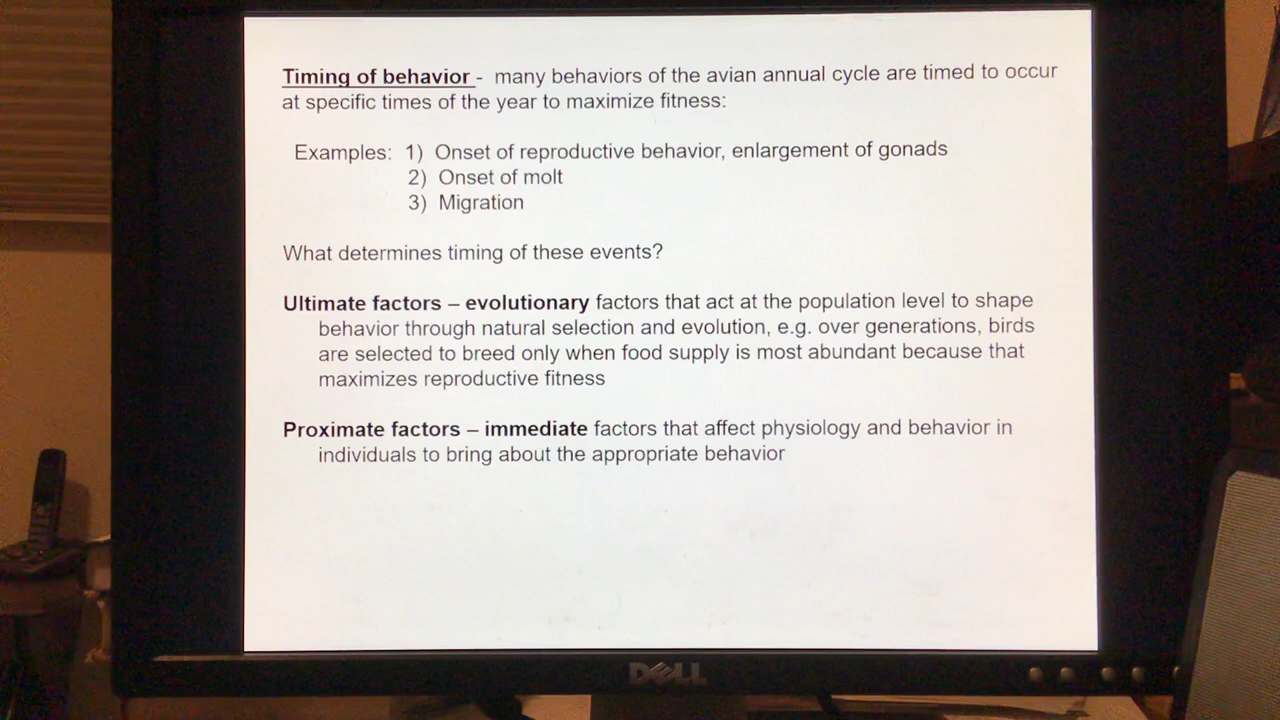 Timing of behavior - many behaviors of the avian annual cycle are timed to occur
at specific times of the year to maximize fitness:
Examples: 1) Onset of reproductive behavior, enlargement of gonads
2) Onset of molt
3) Migration
What determines timing of these events?
Ultimate factors – evolutionary factors that act at the population level to shape
behavior through natural selection and evolution, e.g. over generations, birds
are selected to breed only when food supply is most abundant because that
maximizes reproductive fitness
Proximate factors – immediate factors that affect physiology and behavior in
individuals to bring about the appropriate behavior
DELL